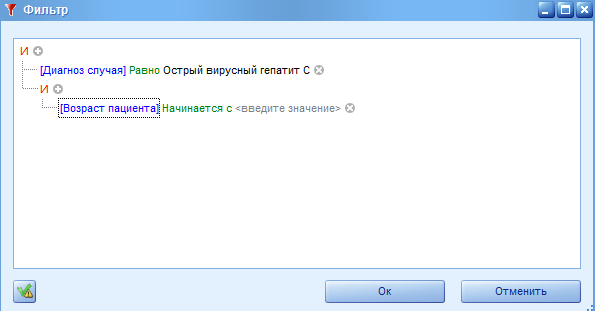 Фильтр
И
[Диагноз случая] Равно Острый вирусный гепатит С
И
[Возраст пациента] Начинается с <введите значение>
Ок
Отменить